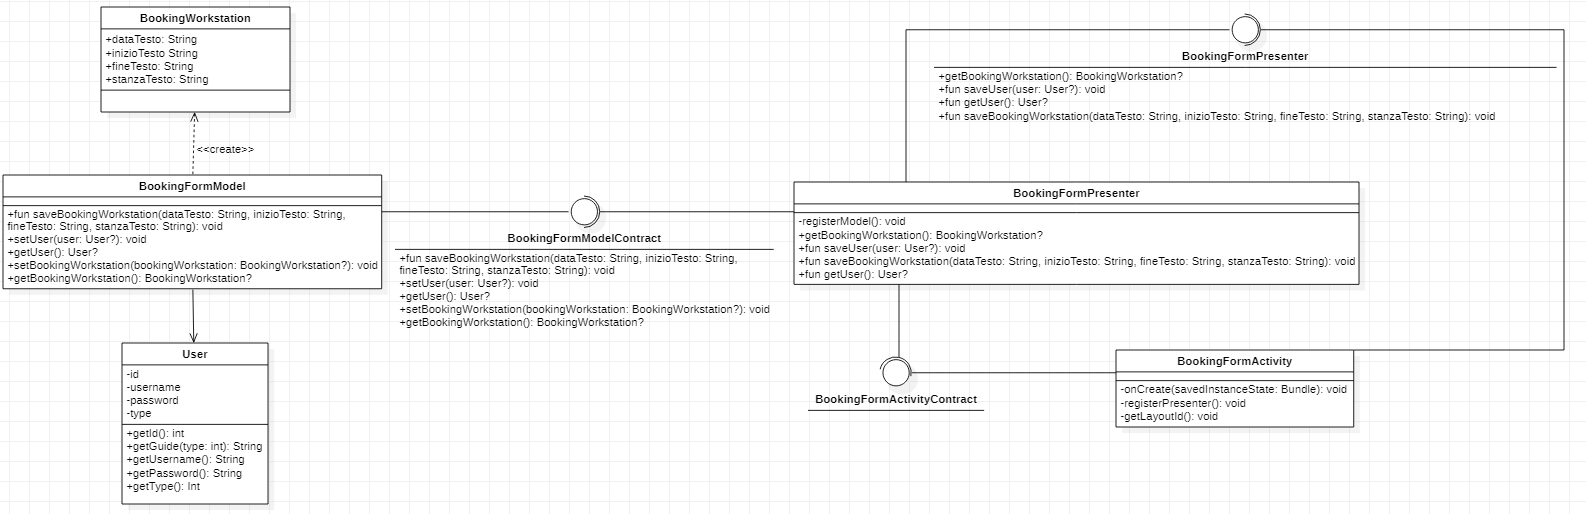 BookingWorkstation
+dataTesto: String
+inizioTesto String
+fineTesto: String
+stanzaTesto: String
<<create>>
BookingFormModel
+fun saveBookingWorkstation(dataTesto: String, inizioTesto: String,
fineTesto: String, stanzaTesto: String): void
+setUser(user: User?): void
+getUser(): User?
+setBookingWorkstation(bookingWorkstation: BookingWorkstation?): void
+getBookingWorkstation(): BookingWorkstation?
User
-id
-username
-password
-type
+getId(): int
+getGuide(type: int): String
+getUsername(): String
+getPassword(): String
+getType(): Int
BookingFormModelContract
+fun saveBookingWorkstation(dataTesto: String, inizioTesto: String,
fineTesto: String, stanzaTesto: String): void
+setUser(user: User?): void
+getUser(): User?
+setBookingWorkstation(bookingWorkstation: BookingWorkstation?): void
+getBookingWorkstation(): BookingWorkstation?
BookingFormPresenter
+getBookingWorkstation(): BookingWorkstation?
+fun saveUser(user: User?): void
+fun getUser(): User?
+fun saveBookingWorkstation(dataTesto: String, inizioTesto: String, fineTesto: String, stanzaTesto: String): void
BookingFormPresenter
-registerModel(): void
+getBookingWorkstation(): BookingWorkstation?
+fun saveUser(user: User?): void
+fun saveBookingWorkstation(dataTesto: String, inizioTesto: String, fineTesto: String, stanzaTesto: String): void
+fun getUser(): User?
BookingFormActivityContract
BookingFormActivity
-onCreate(savedInstanceState: Bundle): void
-registerPresenter(): void
-getLayoutId(): void